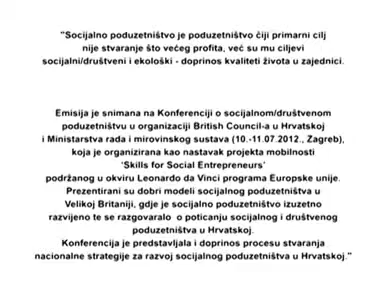 "Socijalno poduzetništvo je poduzetništvo čiji primarni cilj
nije stvaranje što većeg profita, već su mu ciljevi
socijalni/društveni i ekološki - doprinos kvaliteti života u zajednici.
Emisija je snimana na Konferenciji o socijalnom/društvenom
poduzetništvu u organizaciji British Council-a u Hrvatskoj
i Ministarstva rada i mirovinskog sustava (10.-11.07.2012., Zagreb),
koja je organizirana kao nastavak projekta mobilnosti
'Skills for Social Entrepreneurs'
podržanog u okviru Leonardo da Vinci programa Europske unije.
Prezentirani su dobri modeli socijalnog poduzetništva u
Velikoj Britaniji, gdje je socijalno poduzetništvo izuzetno
razvijeno te se razgovaralo o poticanju socijalnog i društvenog
poduzetništva u Hrvatskoj.
Konferencija je predstavljala i doprinos procesu stvaranja
nacionalne strategije za razvoj socijalnog poduzetništva u Hrvatskoj."